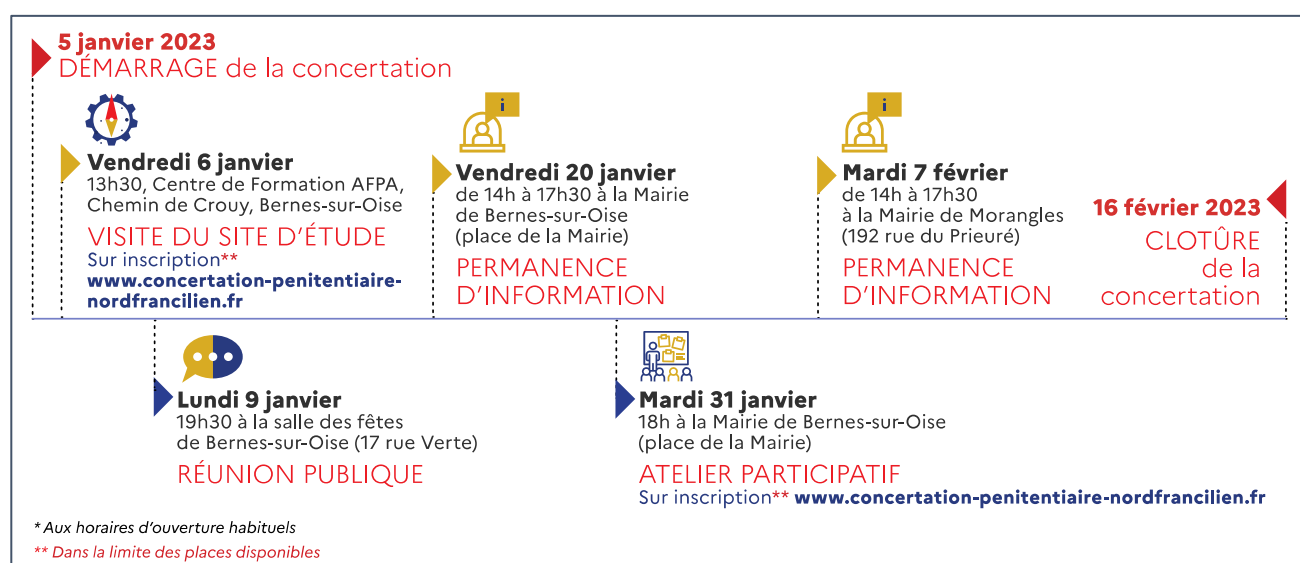 5 janvier 2023
DÉMARRAGE de la concertation
i
Vendredi 6 janvier
13h30, Centre de Formation AFPA,
Chemin de Crouy, Bernes-sur-Oise
VISITE DU SITE D'ÉTUDE
Sur inscription**
www.concertation-penitentiaire-
nordfrancilien.fr
Vendredi 20 janvier
de 14h à 17h30 à la Mairie
de Bernes-sur-Oise
(place de la Mairie)
PERMANENCE
D'INFORMATION
i
Mardi 7 février
de 14h à 17h30
à la Mairie de Morangles
(192 rue du Prieuré)
PERMANENCE
D'INFORMATION
16 février 2023
CLOTÛRE
de la
concertation
Lundi 9 janvier
19h30 à la salle des fêtes
de Bernes-sur-Oise (17 rue Verte)
RÉUNION PUBLIQUE
Mardi 31 janvier
18h à la Mairie de Bernes-sur-Oise
(place de la Mairie)
ATELIER PARTICIPATIF
Sur inscription** www.concertation-penitentiaire-nordfrancilien.fr
* Aux horaires d'ouverture habituels
** Dans la limite des places disponibles